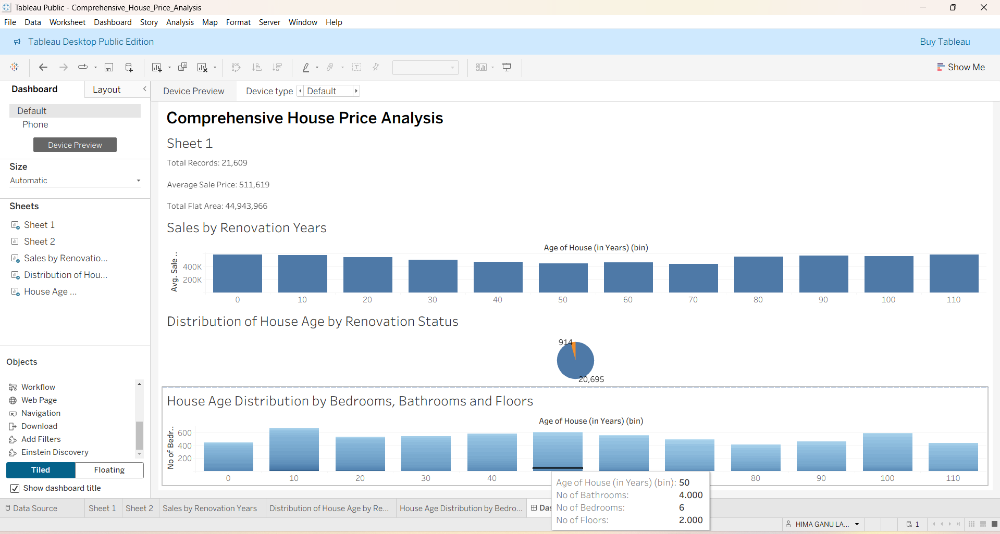 Tableau Public - Comprehensive_House_Price_Analysis
File Data Worksheet Dashboard Story Analysis Map Format Server Window Help
Tableau Desktop Public Edition
Buy Tableau
Show Me
Dashboard
Layout
Device Preview
Device type
Default
Default
Phone
Device Preview
Size
Automatic
Sheets
Sheet 1
Sheet 2
Sales by Renovatio...
Distribution of Hou...
House Age ...
Objects
Workflow
Web Page
Navigation
Download
Add Filters
Einstein Discovery
Tiled
Floating
Show dashboard title
Comprehensive House Price Analysis
Sheet 1
Total Records: 21,609
Average Sale Price: 511,619
Total Flat Area: 44,943,966
Sales by Renovation Years
Age of House (in Years) (bin)
Avg. Sale ..
400K
200K
0 10 20 30 40 50 60 70 80 90 100 110
Distribution of House Age by Renovation Status
914
20,695
House Age Distribution by Bedrooms, Bathrooms and Floors
Age of House (in Years) (bin)
No of Bedr..
600
400
200
0 10 20 30 40 80 90 100 110
Age of House (in Years) (bin): 50
No of Bathrooms: 4.000
No of Bedrooms: 6
No of Floors: 2.000
Data Source
Sheet 1
Sheet 2
Sales by Renovation Years
Distribution of House Age by Re...
House Age Distribution by Bedro...
Das
HIMA GANU LA...
1